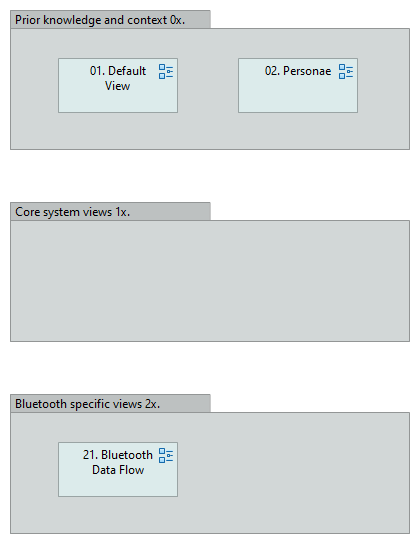 Prior knowledge and context 0x.
01. Default
View
02. Personae
Core system views 1x.
Bluetooth specific views 2x.
21. Bluetooth
Data Flow